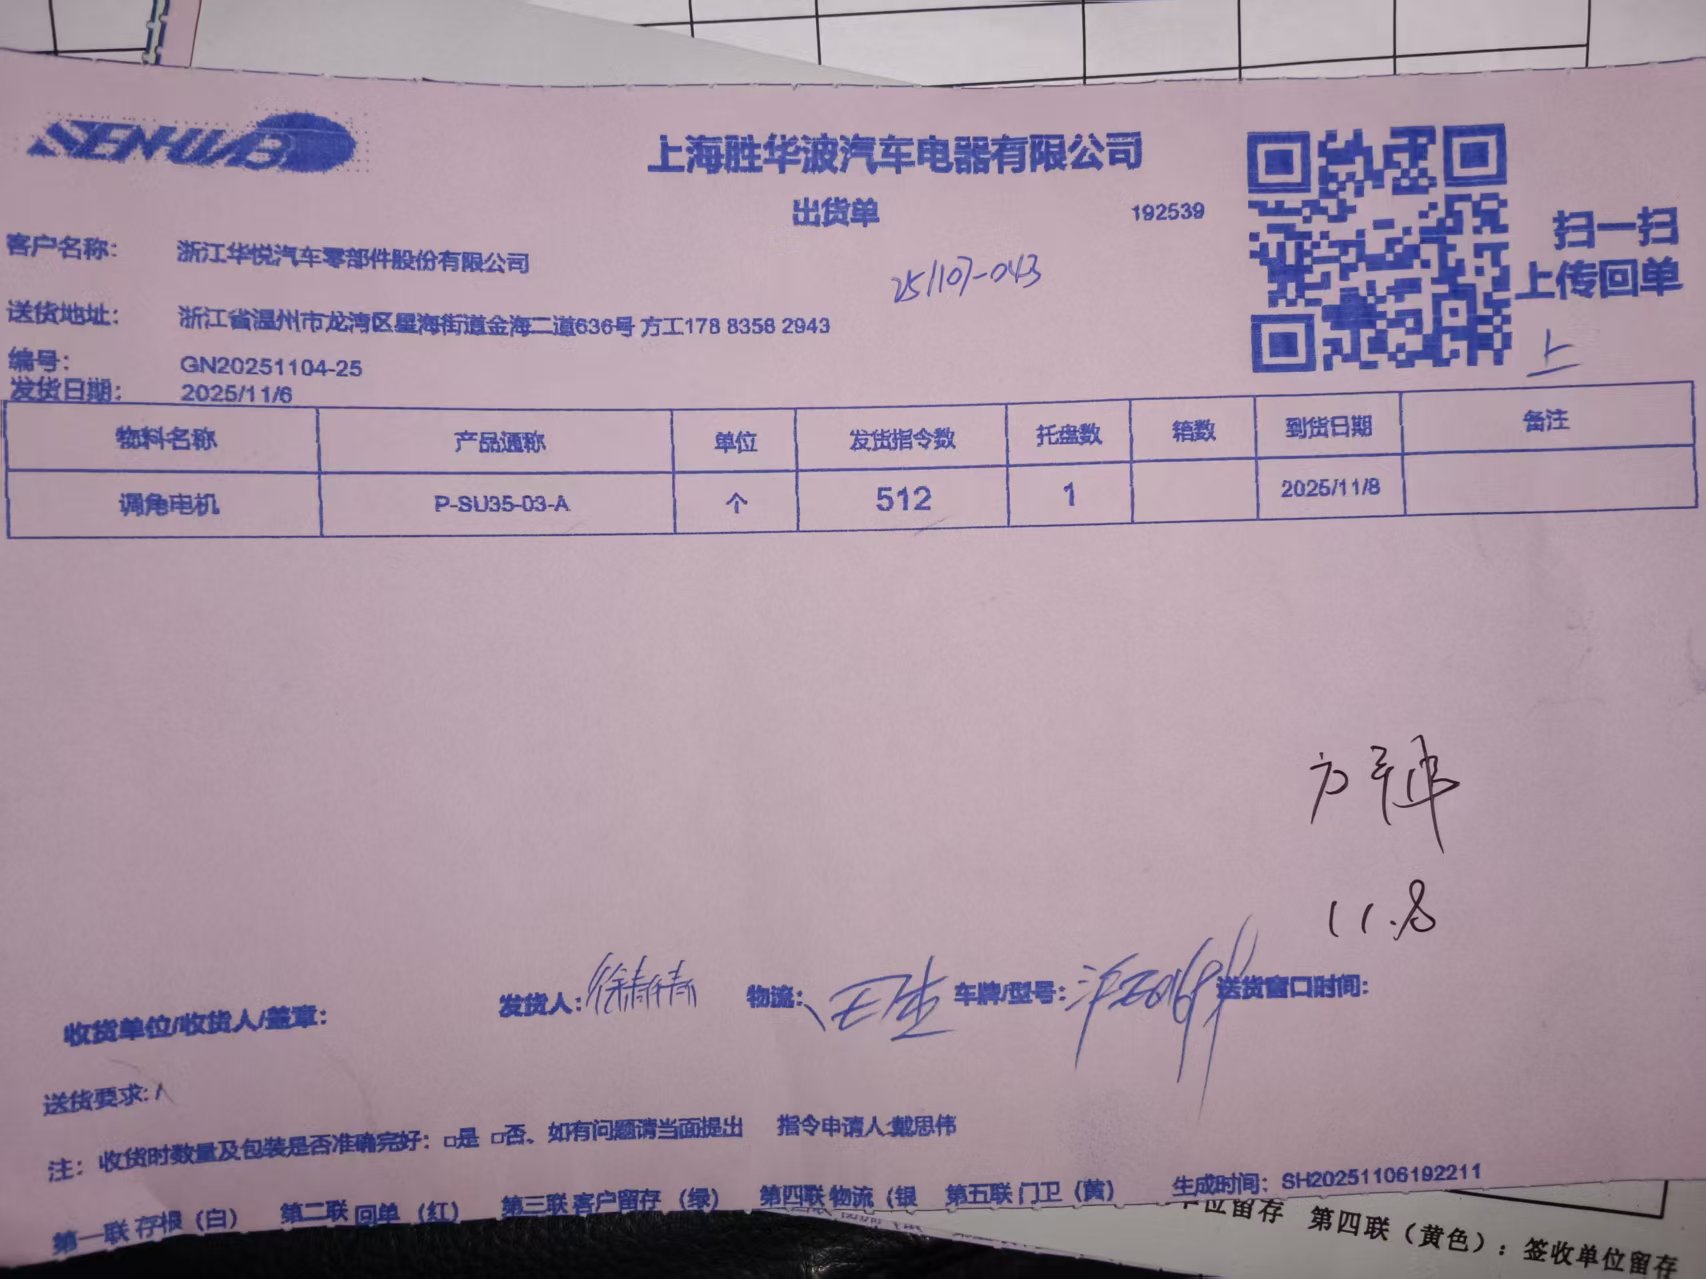 SEN-WAB
上海胜华波汽车电器有限公司
出货单 192539
扫一扫
上传回单
客户名称： 浙江华悦汽车零部件股份有限公司
251107-043
送货地址： 浙江省温州市龙湾区星海街道金海二道636号 方工178 8356 2943
上
编号： GN20251104-25
发货日期： 2025/11/6
物料名称 产品通称 单位 发货指令数 托盘数 箱数 到货日期 备注
调角电机 P-SU35-03-A 个 512 1 2025/11/8
11.8
收货单位/收货人/盖章： 发货人： 物流： 车牌/型号： 送货窗口时间：
送货要求：/
注： 收货时数量及包装是否准确完好：□是 □否、如有问题请当面提出 指令申请人:戴思伟
第一联 存根（白） 第二联 回单 （红） 第三联 客户留存 （绿） 第四联 物流（银 第五联 门卫（黄） 生成时间：SH20251106192211
单位留存 第四联（黄色）：签收单位留存